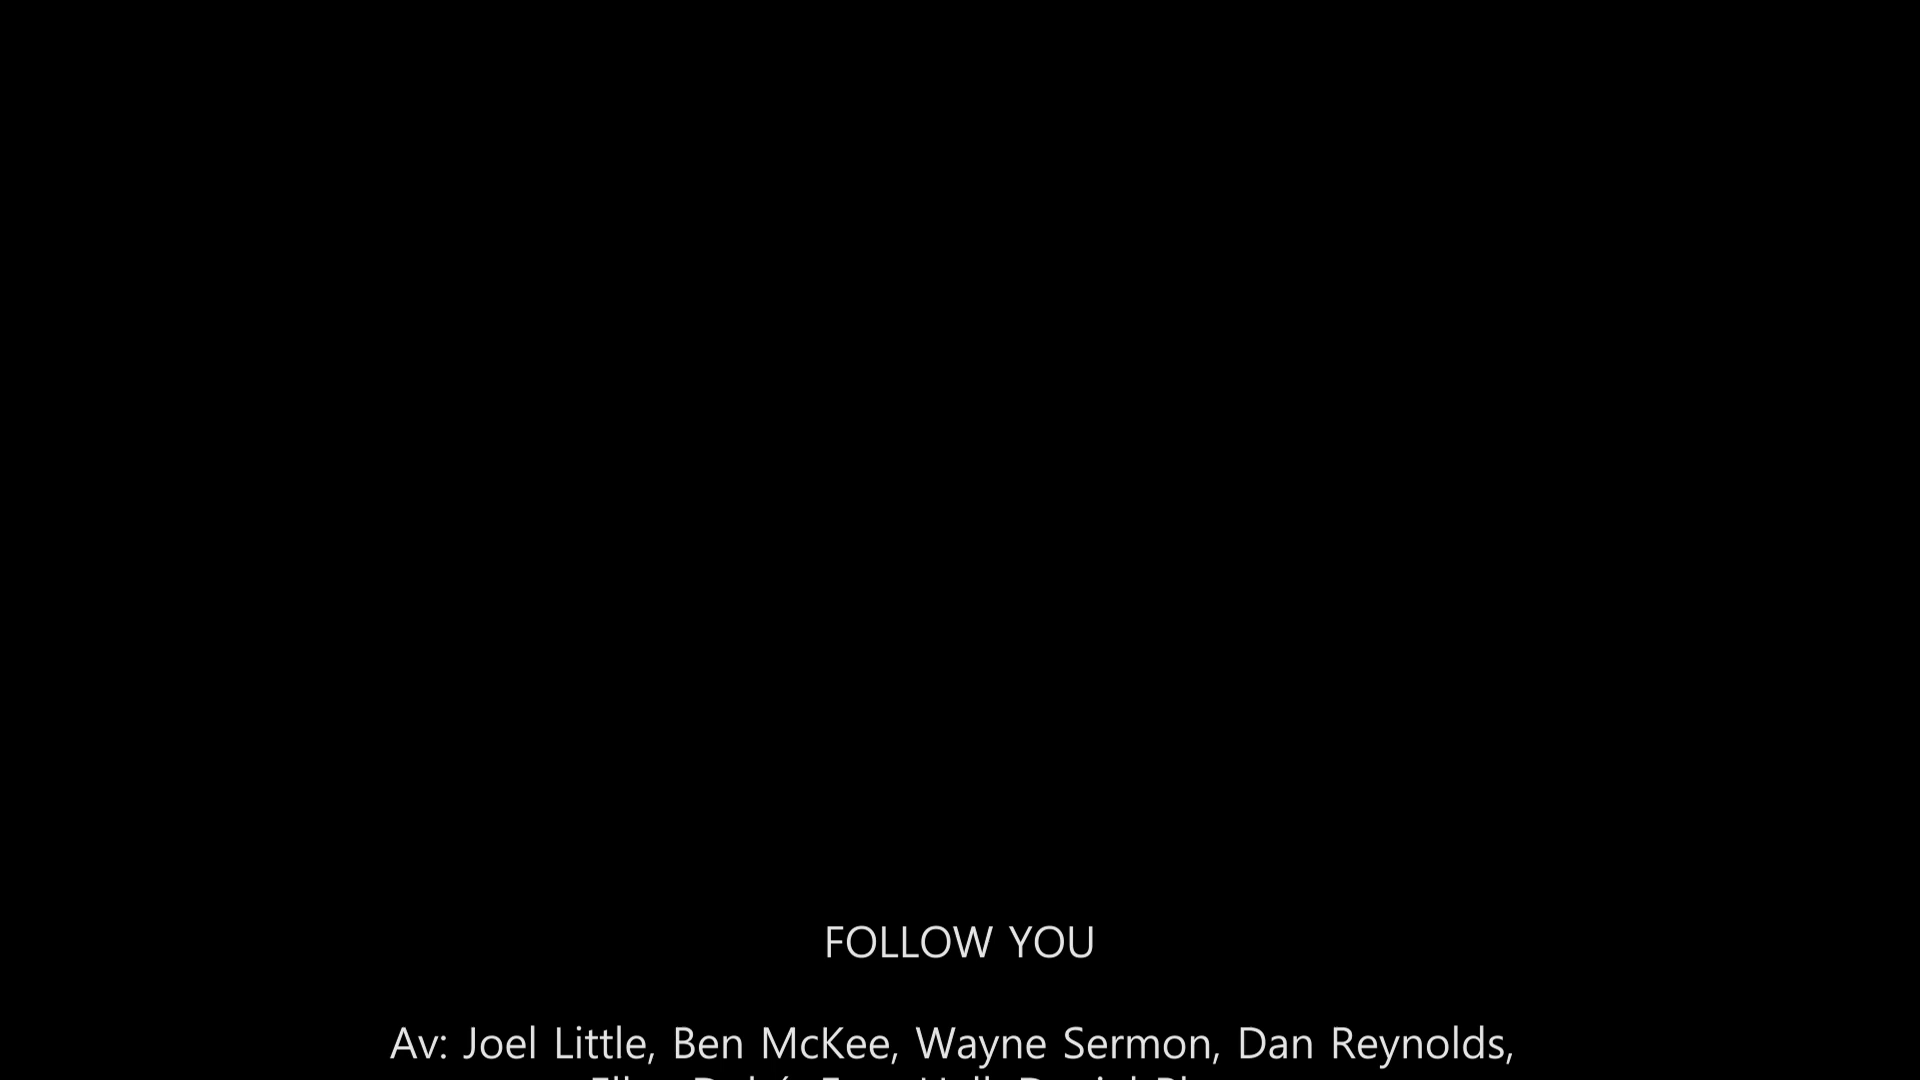 FOLLOW YOU
Av: Joel Little, Ben McKee, Wayne Sermon, Dan Reynolds,